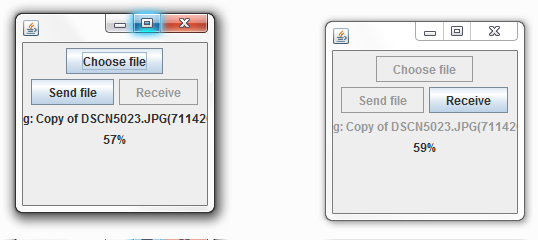 Choose file
Send file Receive
g: Copy of DSCN5023.JPG(71142
57%
Choose file
Send file Receive
g: Copy of DSCN5023.JPG(71142
59%